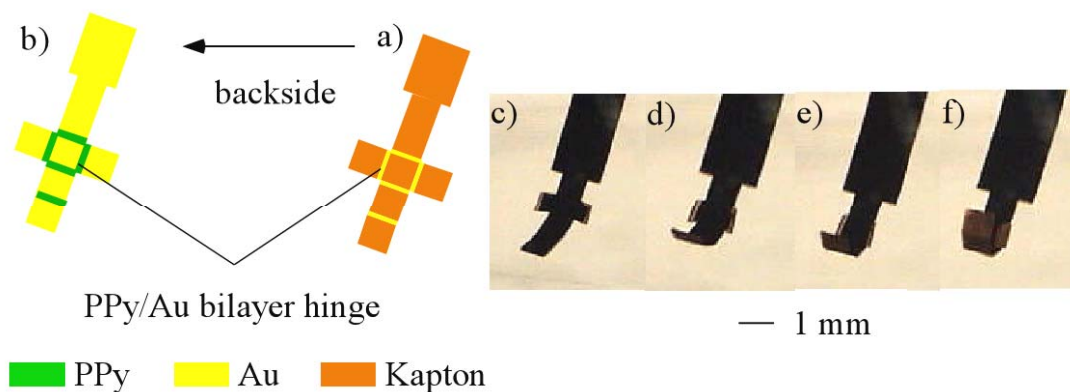 b)
a)
backside
c)
d)
e)
f)
PPy/Au bilayer hinge
1 mm
PPy
Au
Kapton